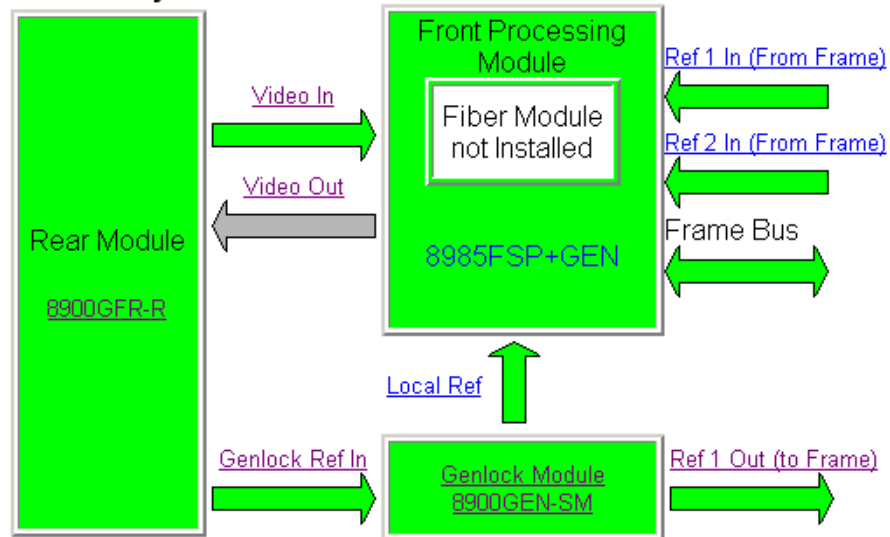 Front Processing
Module
Ref 1 In (From Frame)
Video In
Fiber Module
not Installed
Ref 2 In (From Frame)
Video Out
Rear Module
Frame Bus
8985FSP+GEN
8900GFR-R
Local Ref
Genlock Ref In
Genlock Module
8900GEN-SM
Ref 1 Out (to Frame)